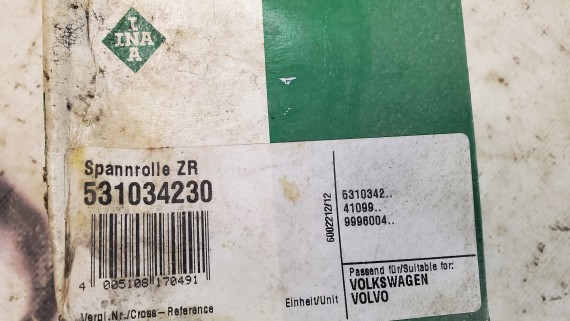 INA
Spannrolle ZR
531034230
4 005108 170491
Vergl.Nr./Cross-Reference
6002212/12
5310342..
41099..
9996004..
Einheit/Unit
Passend für/Suitable for:
VOLKSWAGEN
VOLVO